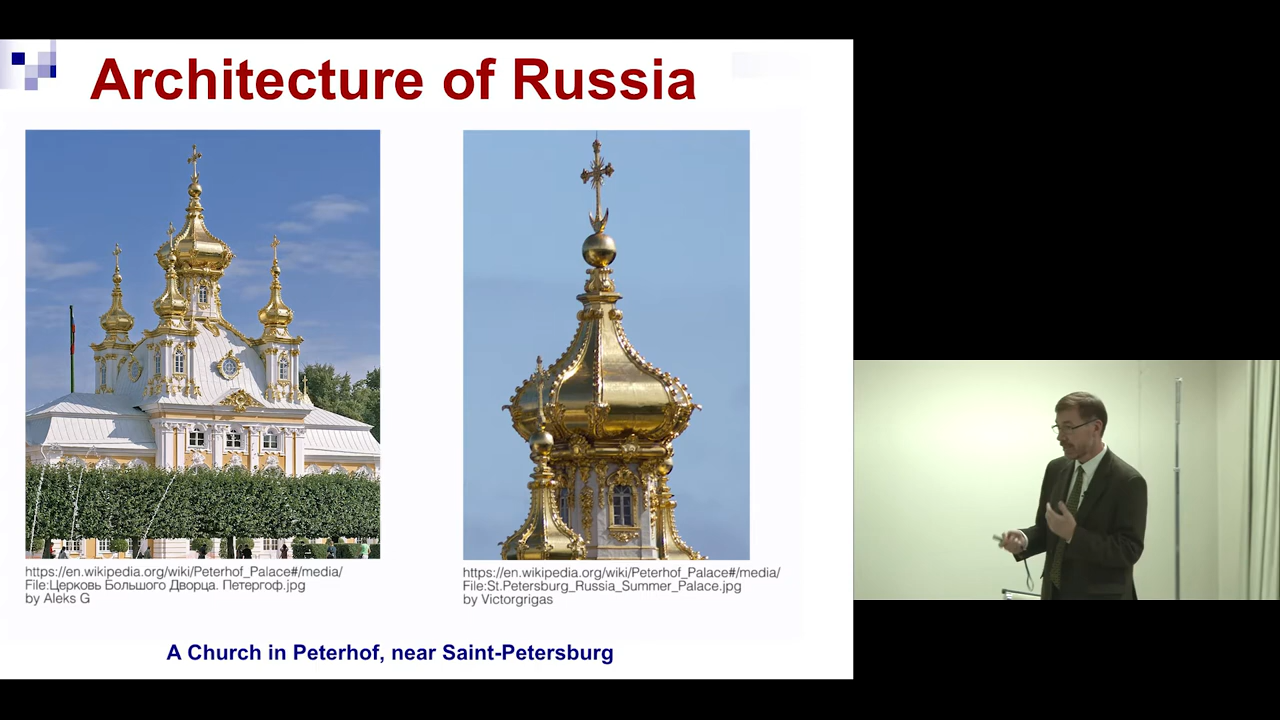 Architecture of Russia
https://en.wikipedia.org/wiki/Peterhof_Palace#/media/
File:Церковь Большого Дворца. Петергоф.jpg
by Aleks G
https://en.wikipedia.org/wiki/Peterhof_Palace#/media/
File:St.Petersburg_Russia_Summer_Palace.jpg
by Victorgrigas
A Church in Peterhof, near Saint-Petersburg